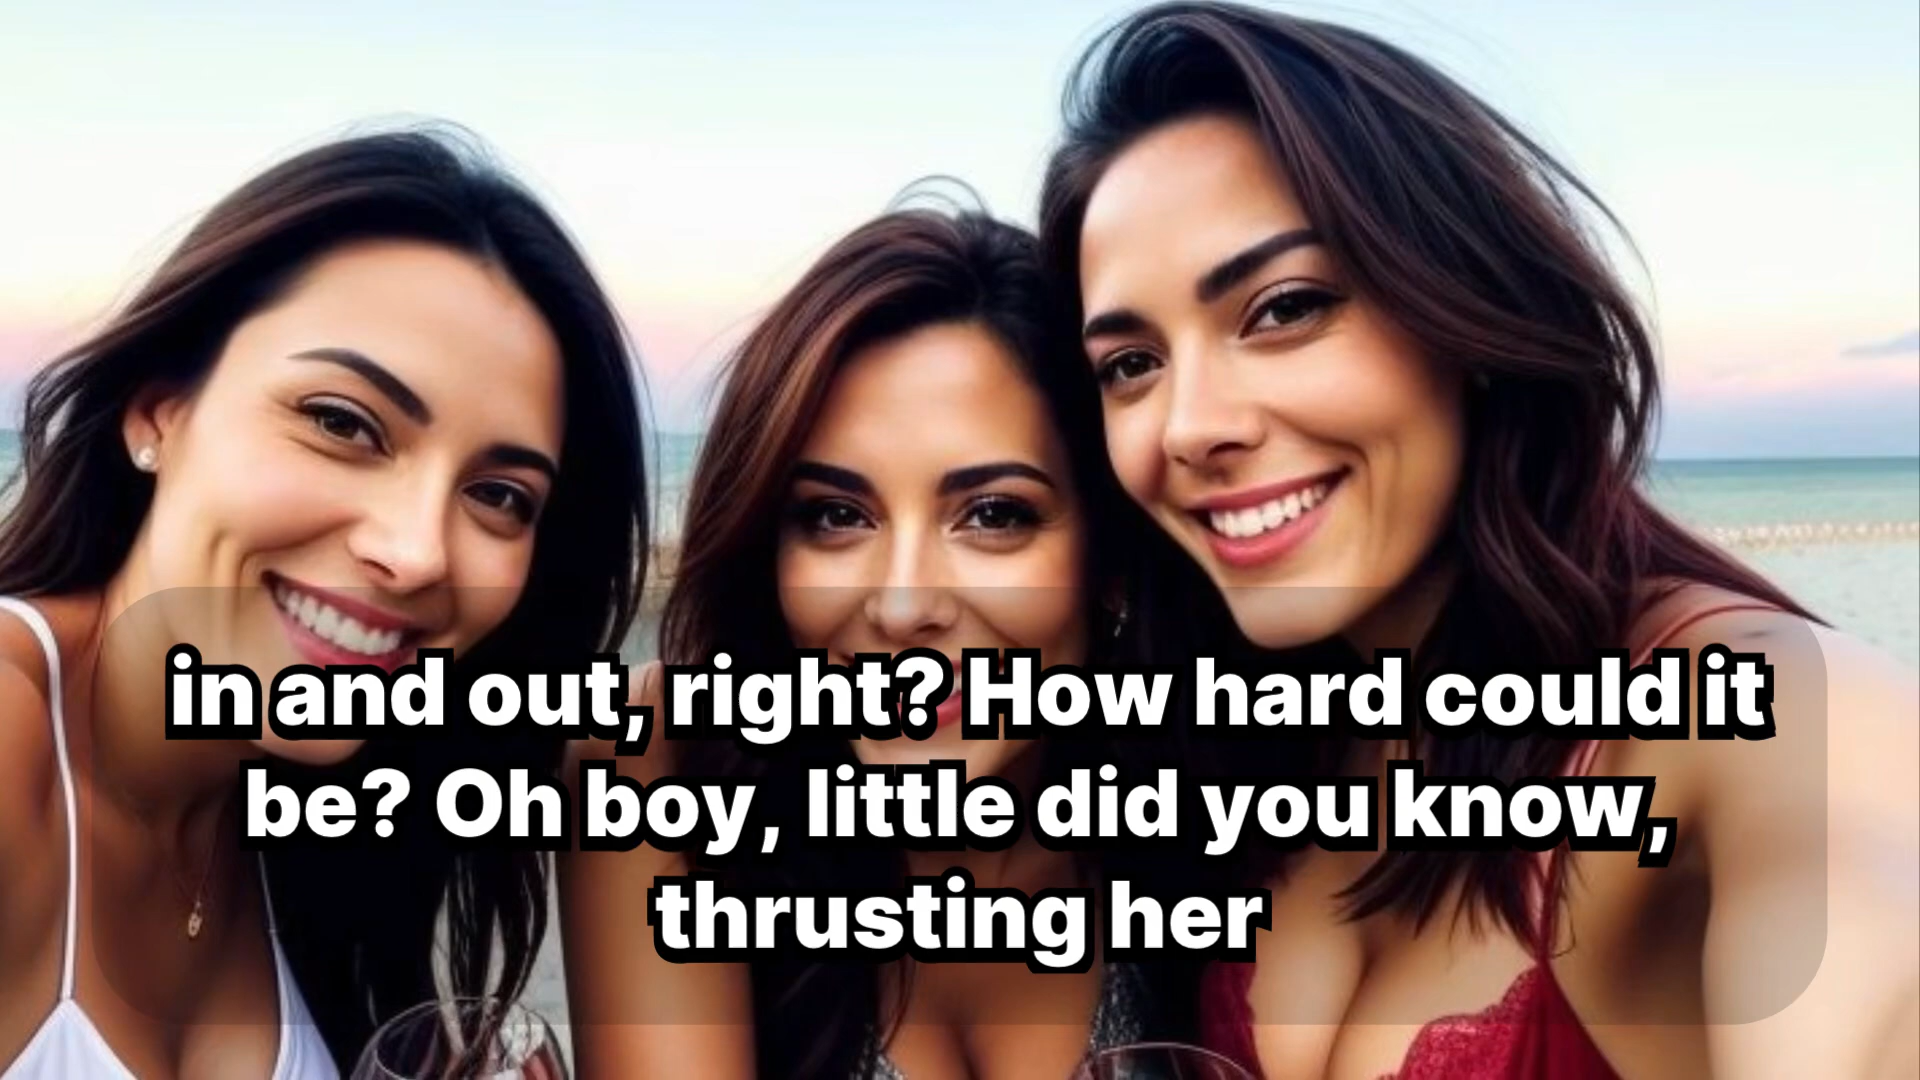 in and out, right? How hard could it
be? Oh boy, little did you know,
thrusting her